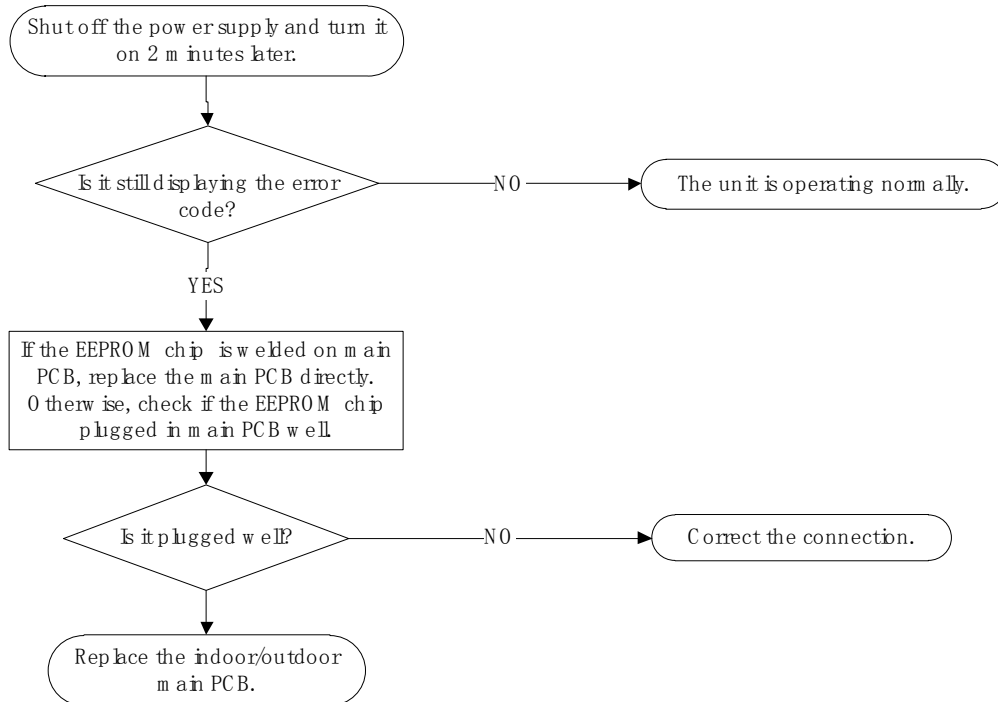 Shut off the power supply and turn it
on 2 minutes later.
Is it still displaying the error
code?
NO
The unit is operating normally.
YES
If the EEPROM chip is welded on main
PCB, replace the main PCB directly.
Otherwise, check if the EEPROM chip
plugged in main PCB well.
Is it plugged well?
NO
Correct the connection.
Replace the indoor/outdoor
main PCB.